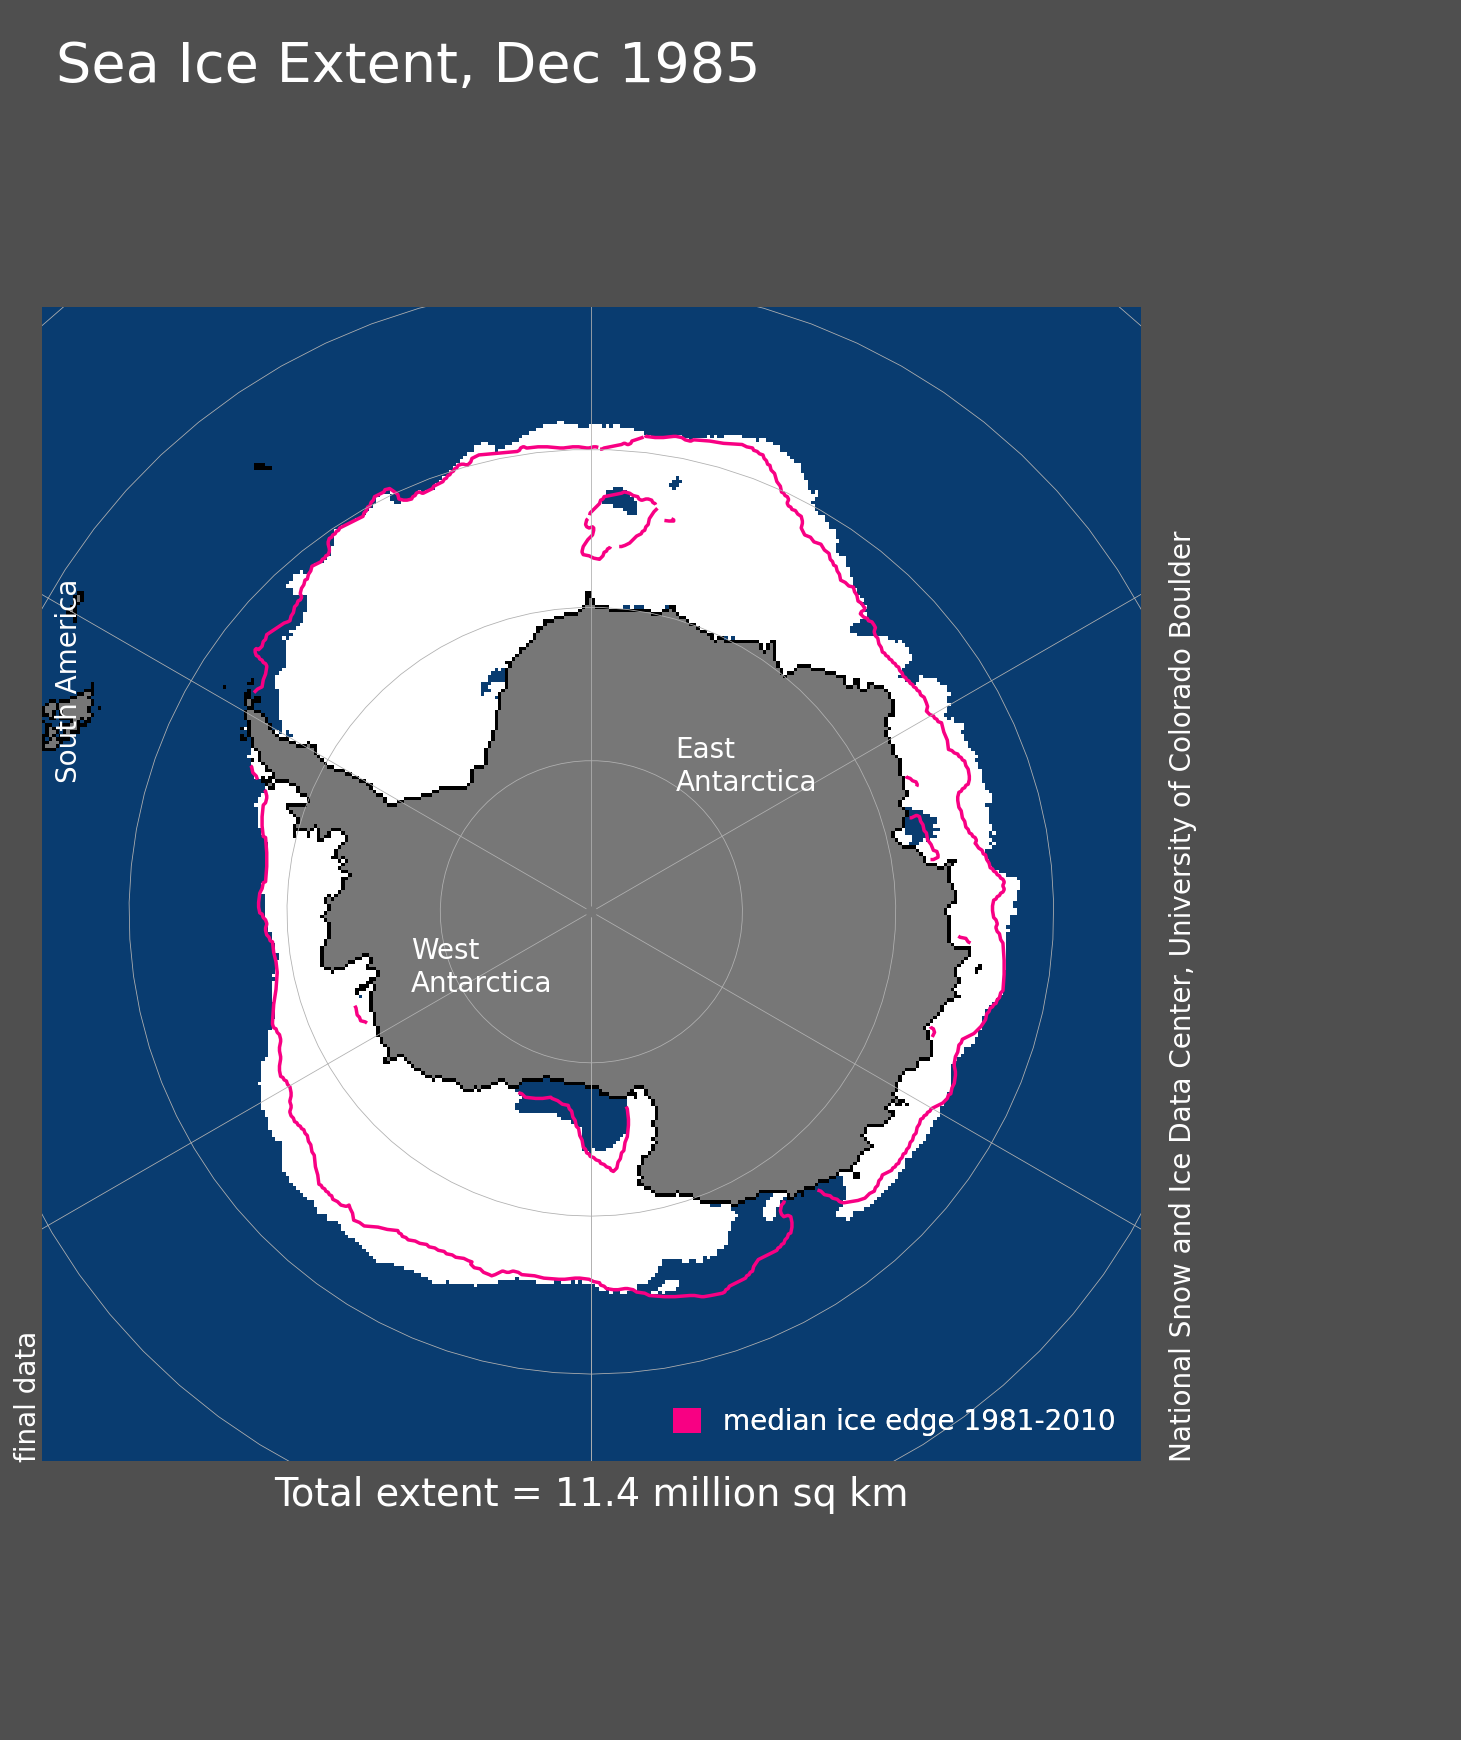 Sea Ice Extent, Dec 1985
South America
East
Antarctica
West
Antarctica
final data
National Snow and Ice Data Center, University of Colorado Boulder
median ice edge 1981-2010
Total extent = 11.4 million sq km